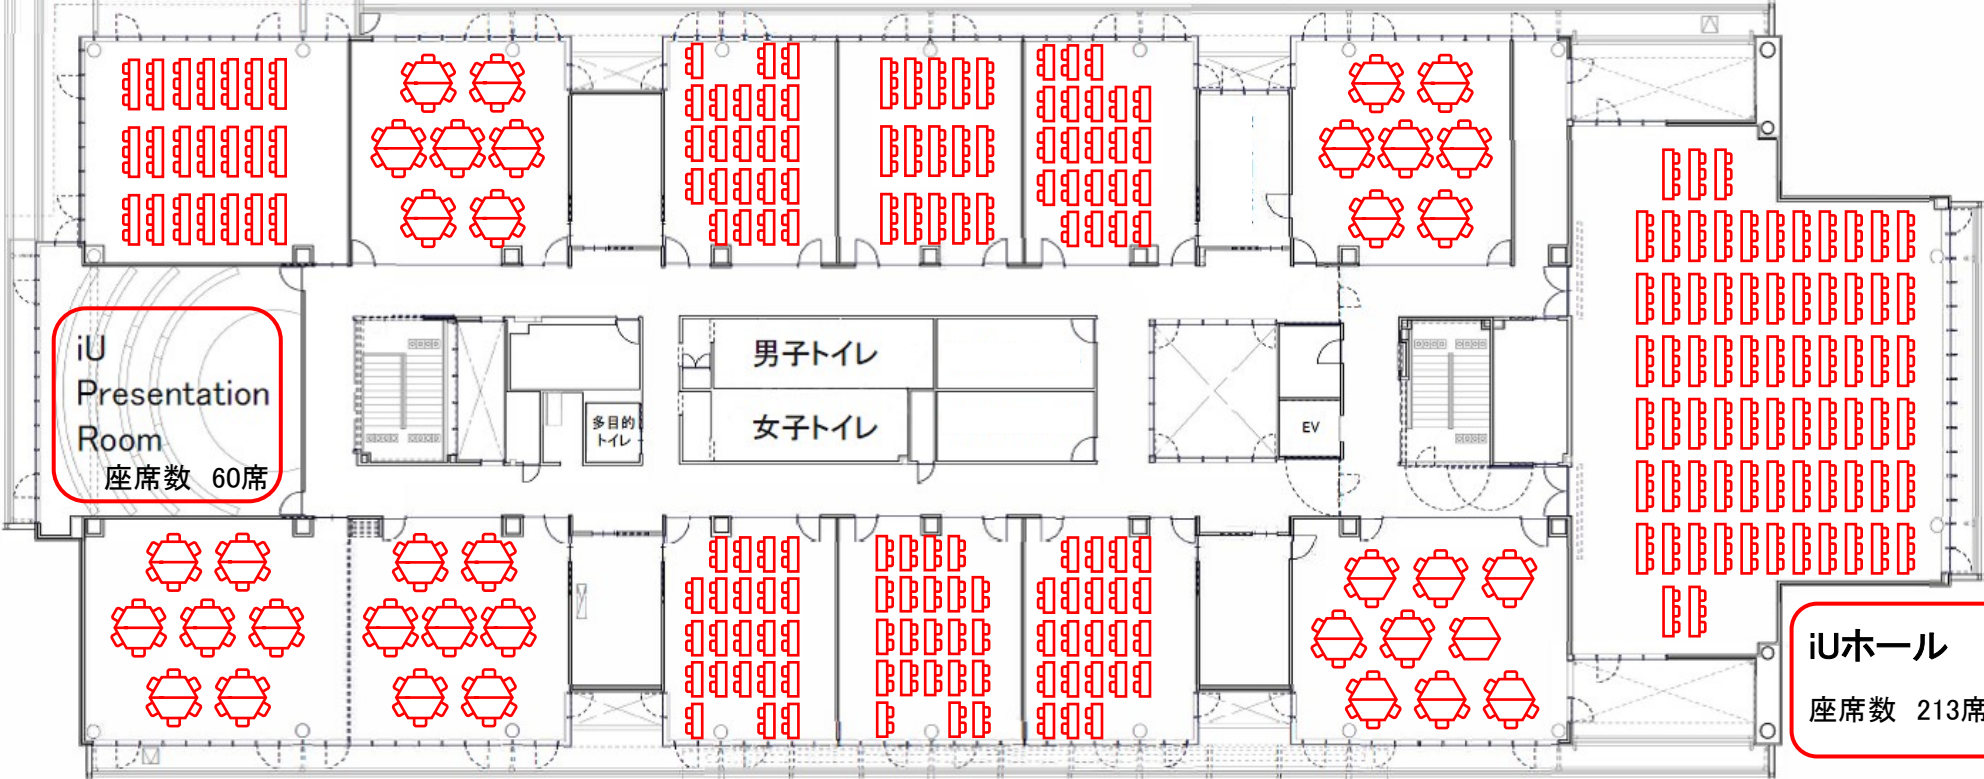 iU
Presentation
Room
座席数 60席
男子トイレ
女子トイレ
多目的
トイレ
EV
iUホール
座席数 213席